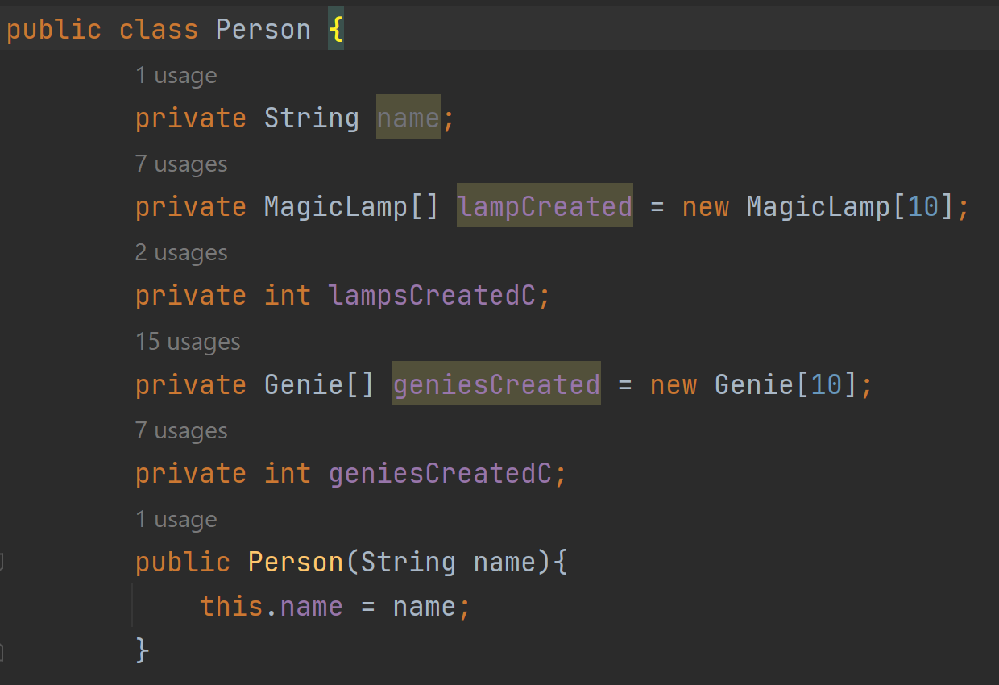 public class Person {
1 usage
private String name;
7 usages
private MagicLamp[] lampCreated = new MagicLamp[10];
2 usages
private int lampsCreatedC;
15 usages
private Genie[] geniesCreated = new Genie[10];
7 usages
private int geniesCreatedC;
1 usage
public Person(String name){
this.name = name;
}